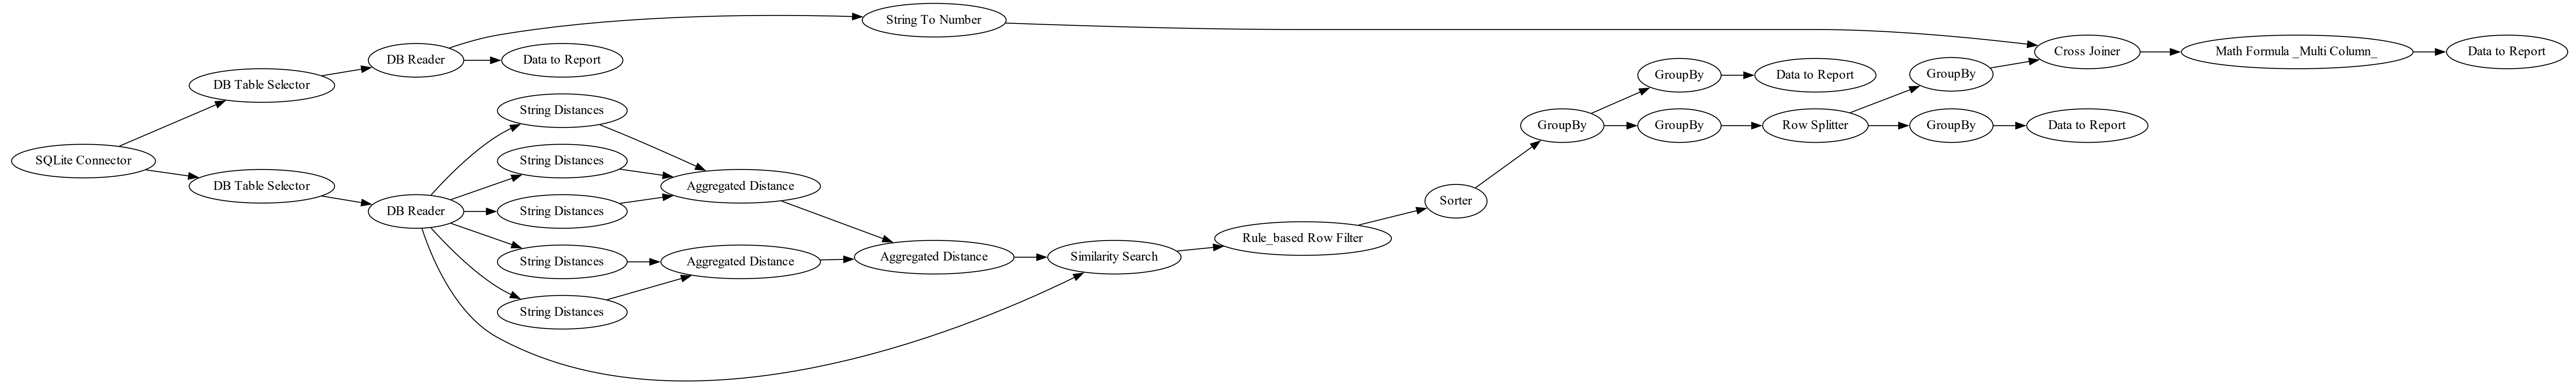 String To Number
DB Reader
Data to Report
Cross Joiner
Math Formula _Multi Column_
Data to Report
DB Table Selector
GroupBy
Data to Report
GroupBy
String Distances
GroupBy
GroupBy
Row Splitter
GroupBy
Data to Report
SQLite Connector
String Distances
DB Table Selector
Aggregated Distance
Sorter
DB Reader
String Distances
Rule_based Row Filter
String Distances
Aggregated Distance
Aggregated Distance
Similarity Search
String Distances